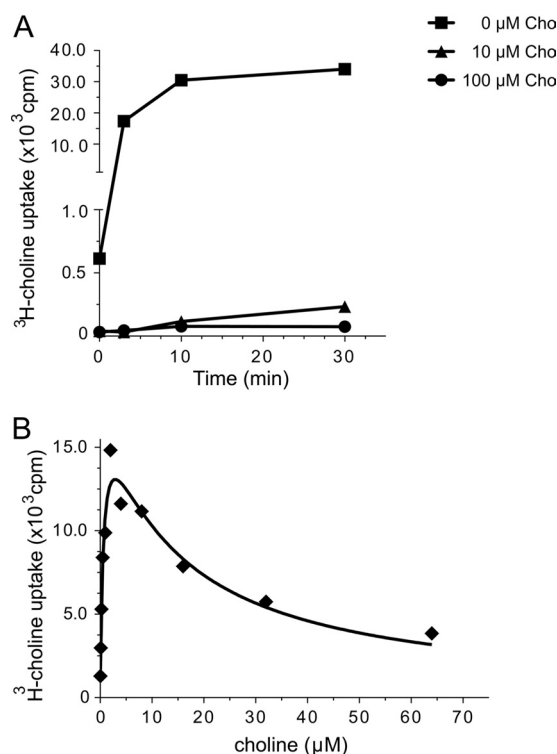 A
0 µM Cho
10 µM Cho
100 µM Cho
³H-choline uptake (x10³cpm)
40.0
30.0
20.0
10.0
1.0
0.5
0
0 10 20 30
Time (min)
B
³H-choline uptake (x10³cpm)
15.0
10.0
5.0
0
0 10 20 30 40 50 60 70
choline (µM)